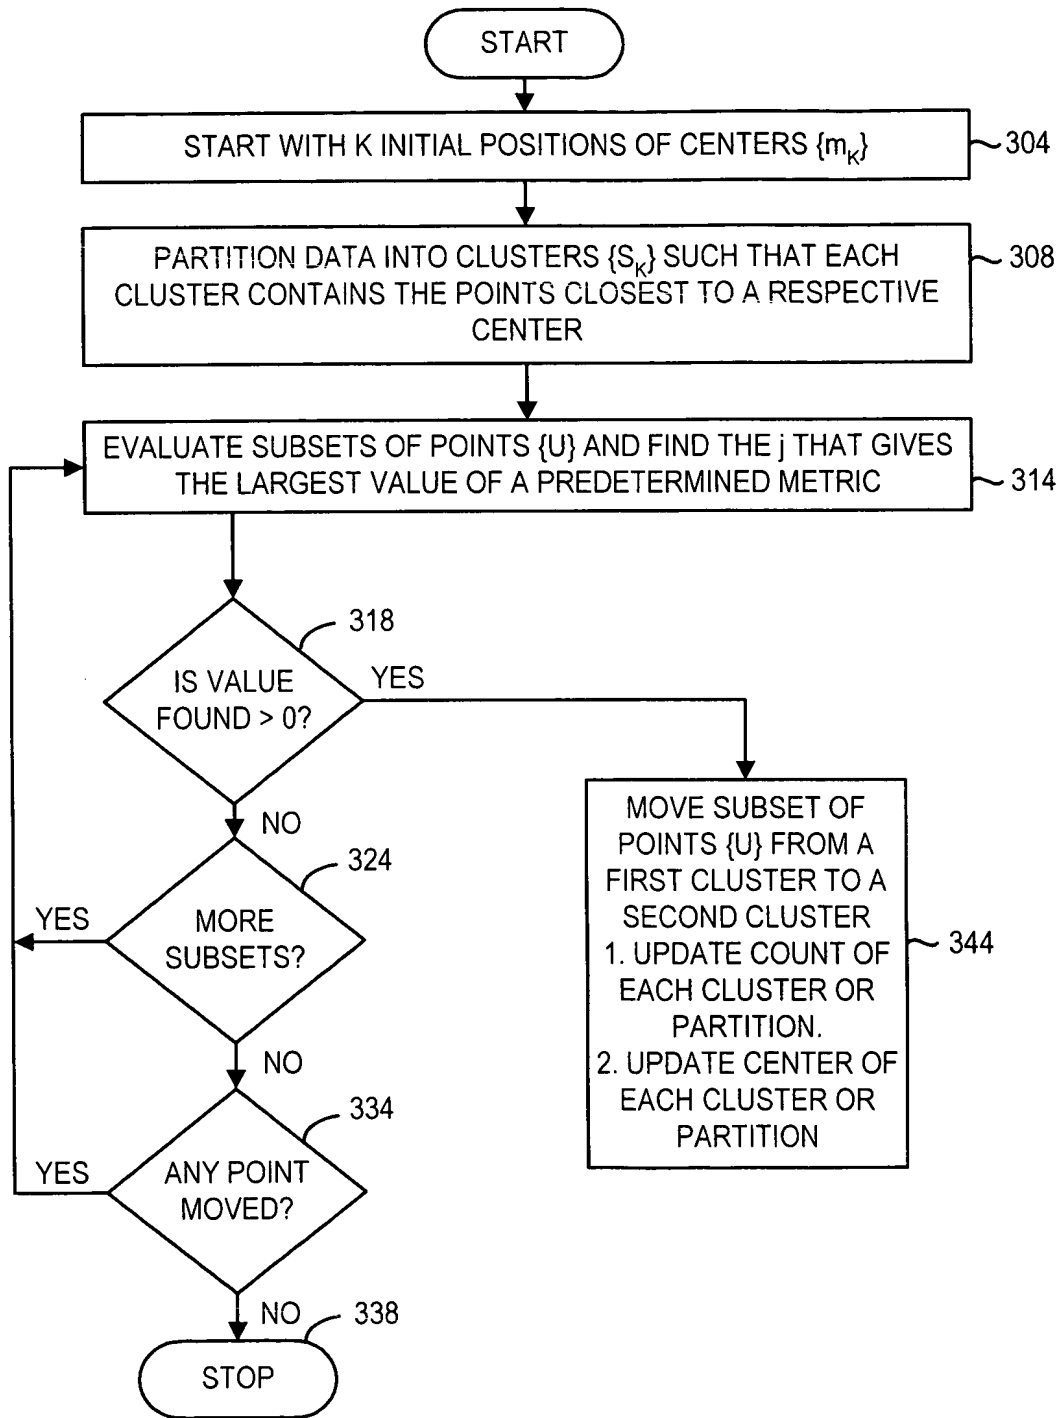 START
START WITH K INITIAL POSITIONS OF CENTERS {m_K}
304
PARTITION DATA INTO CLUSTERS {S_K} SUCH THAT EACH
CLUSTER CONTAINS THE POINTS CLOSEST TO A RESPECTIVE
CENTER
308
EVALUATE SUBSETS OF POINTS {U} AND FIND THE j THAT GIVES
THE LARGEST VALUE OF A PREDETERMINED METRIC
314
318
IS VALUE
FOUND > 0?
YES
NO
324
MORE
SUBSETS?
YES
NO
334
ANY POINT
MOVED?
YES
NO
338
STOP
MOVE SUBSET OF
POINTS {U} FROM A
FIRST CLUSTER TO A
SECOND CLUSTER
1. UPDATE COUNT OF
EACH CLUSTER OR
PARTITION.
2. UPDATE CENTER OF
EACH CLUSTER OR
PARTITION
344